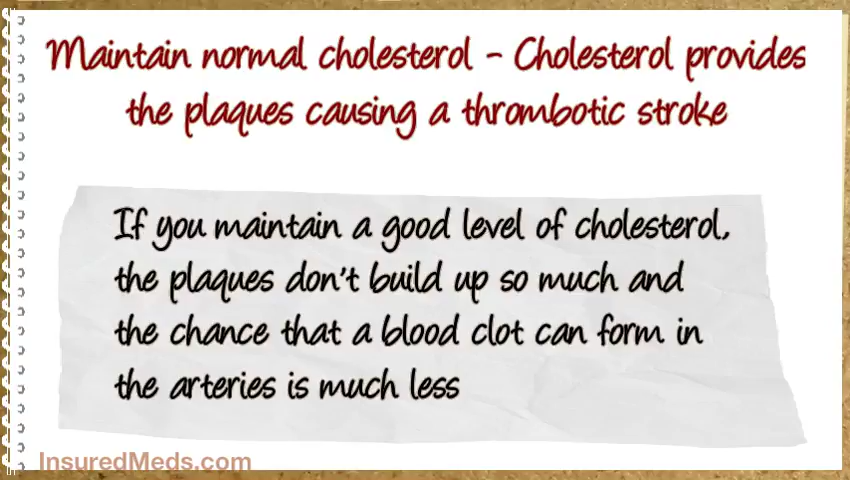 Maintain normal cholesterol - Cholesterol provides
the plaques causing a thrombotic stroke
If you maintain a good level of cholesterol,
the plaques don't build up so much and
the chance that a blood clot can form in
the arteries is much less
InsuredMeds.com